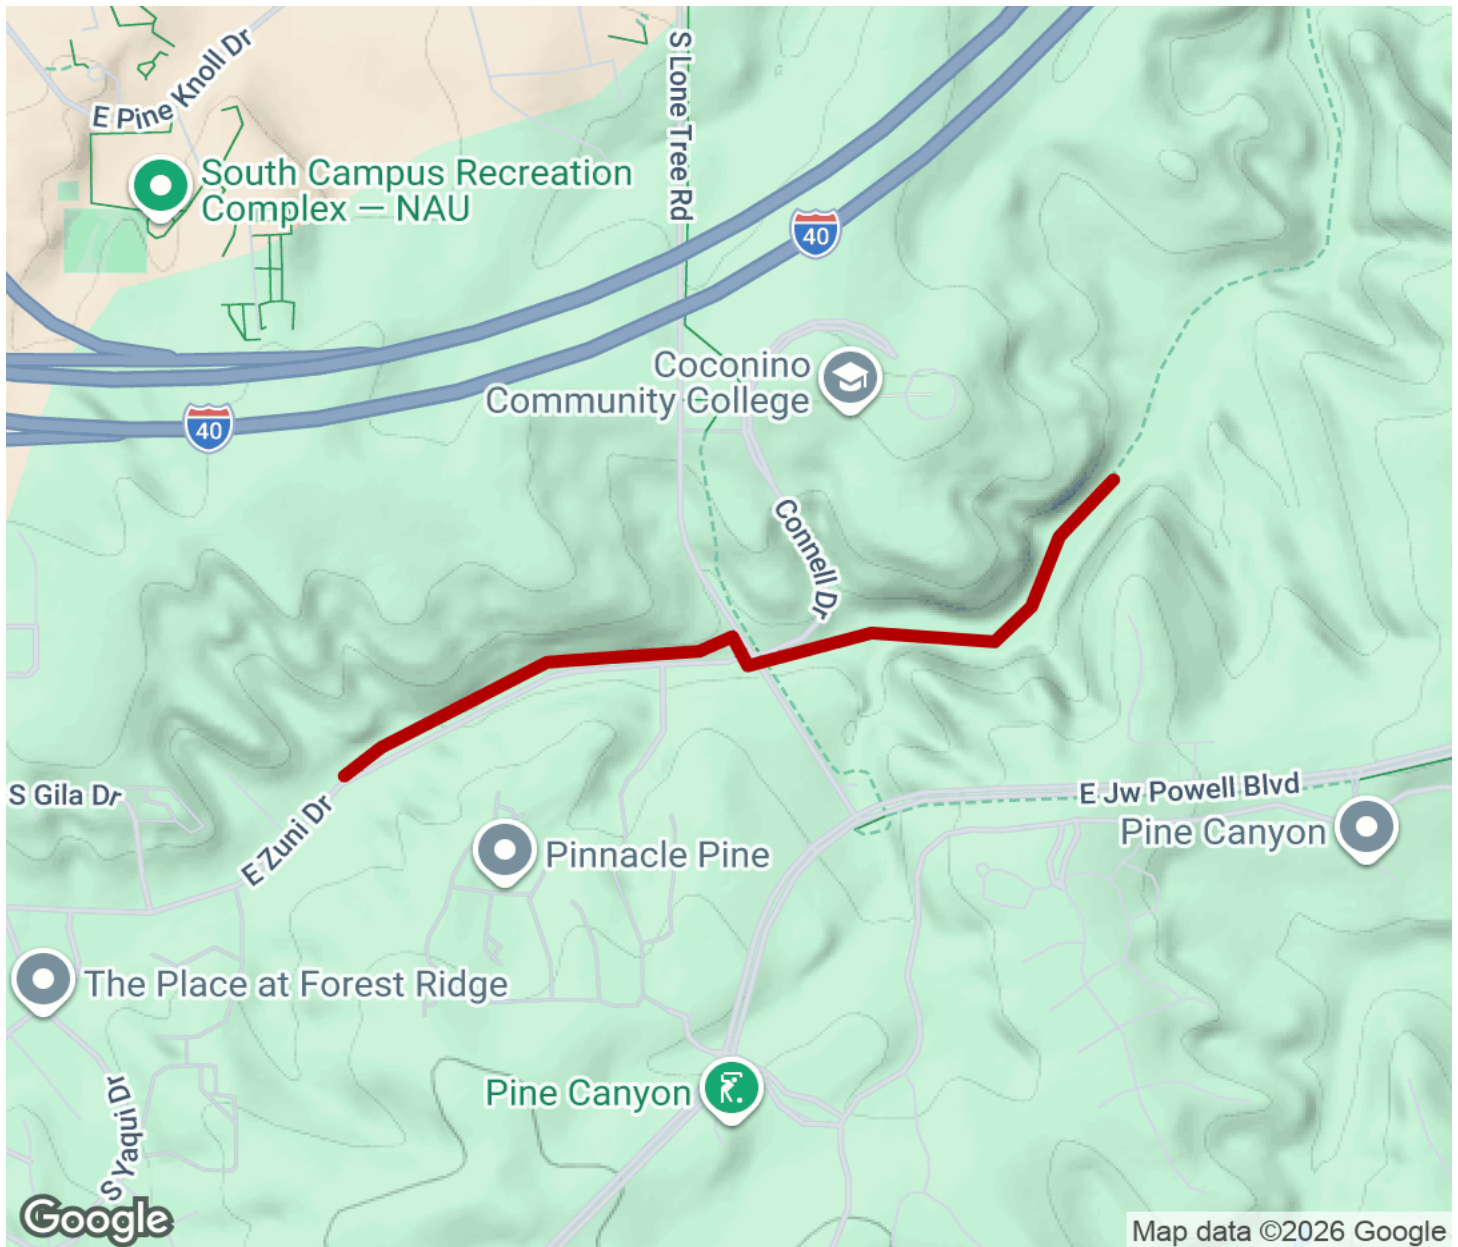 E Pine Knoll Dr
S Lone Tree Rd
South Campus Recreation
Complex — NAU
40
Coconino
Community College
40
Connell Dr
S Gila Dr
E Zuni Dr
E Jw Powell Blvd
Pine Canyon
Pinnacle Pine
The Place at Forest Ridge
Pine Canyon
S Yaqui Dr
Google
Map data ©2026 Google